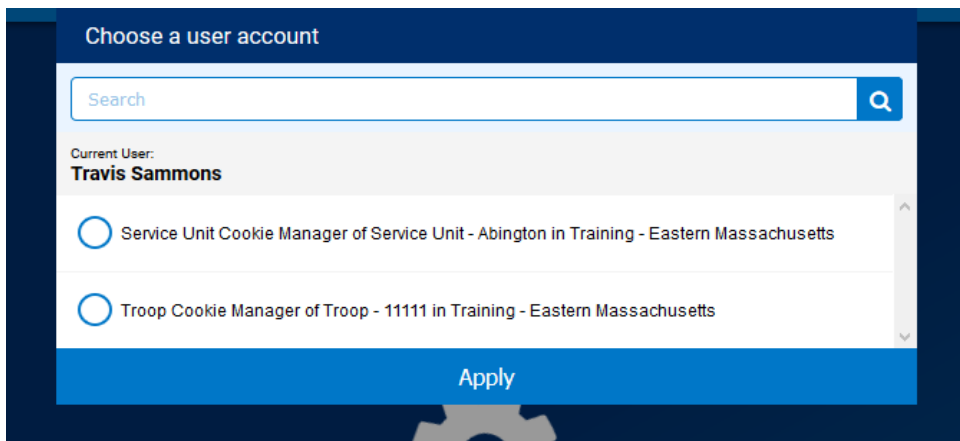 Choose a user account
Search
Current User:
Travis Sammons
Service Unit Cookie Manager of Service Unit - Abington in Training - Eastern Massachusetts
Troop Cookie Manager of Troop - 11111 in Training - Eastern Massachusetts
Apply